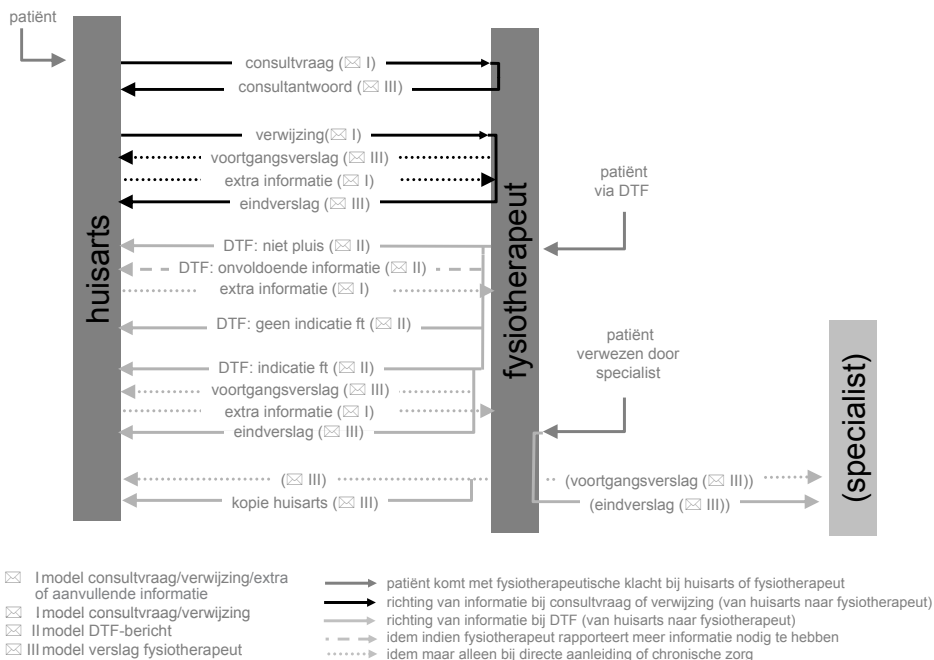 patiënt
huisarts
fysiotherapeut
(specialist)
consultvraag (✉ I)
consultantwoord (✉ III)
verwijzing(✉ I)
voortgangsverslag (✉ III)
extra informatie (✉ I)
eindverslag (✉ III)
patiënt
via DTF
DTF: niet pluis (✉ II)
DTF: onvoldoende informatie (✉ II)
extra informatie (✉ I)
DTF: geen indicatie ft (✉ II)
patiënt
verwezen door
specialist
DTF: indicatie ft (✉ II)
voortgangsverslag (✉ III)
extra informatie (✉ I)
eindverslag (✉ III)
(✉ III)
kopie huisarts (✉ III)
(voortgangsverslag (✉ III))
(eindverslag (✉ III))
✉ I model consultvraag/verwijzing/extra
of aanvullende informatie
✉ I model consultvraag/verwijzing
✉ II model DTF-bericht
✉ III model verslag fysiotherapeut
patiënt komt met fysiotherapeutische klacht bij huisarts of fysiotherapeut
richting van informatie bij consultvraag of verwijzing (van huisarts naar fysiotherapeut)
richting van informatie bij DTF (van huisarts naar fysiotherapeut)
idem indien fysiotherapeut rapporteert meer informatie nodig te hebben
idem maar alleen bij directe aanleiding of chronische zorg